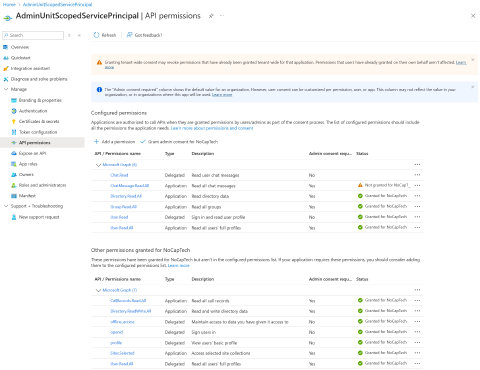 Home > AdminUnitScopedServicePrincipal
AdminUnitScopedServicePrincipal | API permissions
Search
Refresh
Got feedback?
Overview
Quickstart
Integration assistant
Diagnose and solve problems
Manage
Branding & properties
Authentication
Certificates & secrets
Token configuration
API permissions
Expose an API
App roles
Owners
Roles and administrators
Manifest
Support + Troubleshooting
New support request
Granting tenant-wide consent may revoke permissions that have already been granted tenant-wide for that application. Permissions that users have already granted on their own behalf aren't affected. Learn
more
The "Admin consent required" column shows the default value for an organization. However, user consent can be customized per permission, user, or app. This column may not reflect the value in your
organization, or in organizations where this app will be used. Learn more
Configured permissions
Applications are authorized to call APIs when they are granted permissions by users/admins as part of the consent process. The list of configured permissions should include
all the permissions the application needs. Learn more about permissions and consent
Add a permission
Grant admin consent for NoCapTech
API / Permissions name Type Description Admin consent requ... Status
Microsoft Graph (6)
Chat.Read Delegated Read user chat messages No
ChatMessage.Read.All Application Read all chat messages Yes Not granted for NoCapT...
Directory.Read.All Application Read directory data Yes Granted for NoCapTech
Group.Read.All Application Read all groups Yes Granted for NoCapTech
User.Read Delegated Sign in and read user profile No Granted for NoCapTech
User.Read.All Application Read all users' full profiles Yes Granted for NoCapTech
Other permissions granted for NoCapTech
These permissions have been granted for NoCapTech but aren't in the configured permissions list. If your application requires these permissions, you should consider adding
them to the configured permissions list. Learn more
API / Permissions name Type Description Admin consent requ... Status
Microsoft Graph (7)
CallRecords.Read.All Application Read all call records Yes Granted for NoCapTech
Directory.ReadWrite.All Application Read and write directory data Yes Granted for NoCapTech
offline_access Delegated Maintain access to data you have given it access to No Granted for NoCapTech
openid Delegated Sign users in No Granted for NoCapTech
profile Delegated View users' basic profile No Granted for NoCapTech
Sites.Selected Application Access selected site collections Yes Granted for NoCapTech
User.Read.All Delegated Read all users' full profiles Yes Granted for NoCapTech